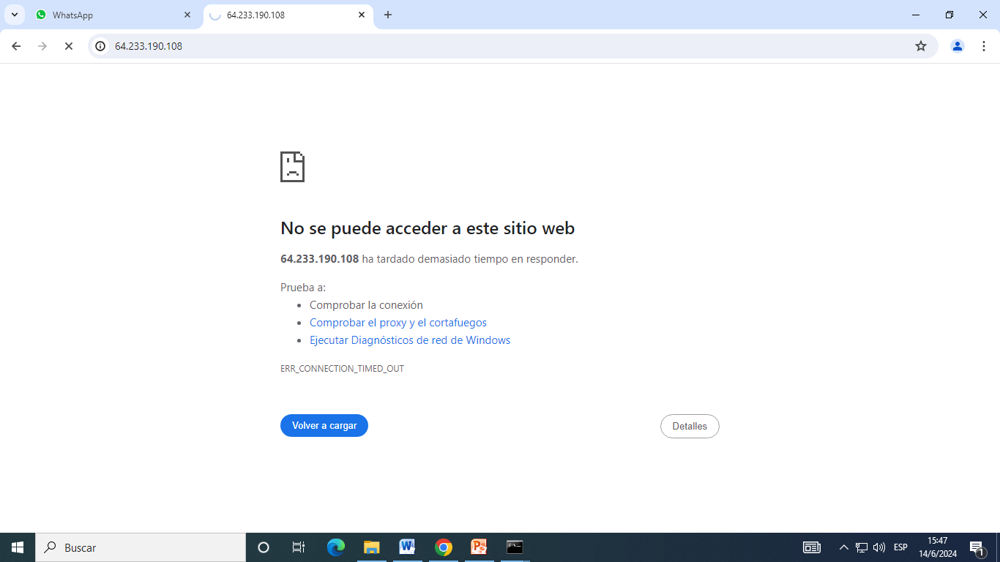 WhatsApp
64.233.190.108
64.233.190.108
No se puede acceder a este sitio web
64.233.190.108 ha tardado demasiado tiempo en responder.
Prueba a:
Comprobar la conexión
Comprobar el proxy y el cortafuegos
Ejecutar Diagnósticos de red de Windows
ERR_CONNECTION_TIMED_OUT
Volver a cargar
Detalles
Buscar
ESP
15:47
14/6/2024
1